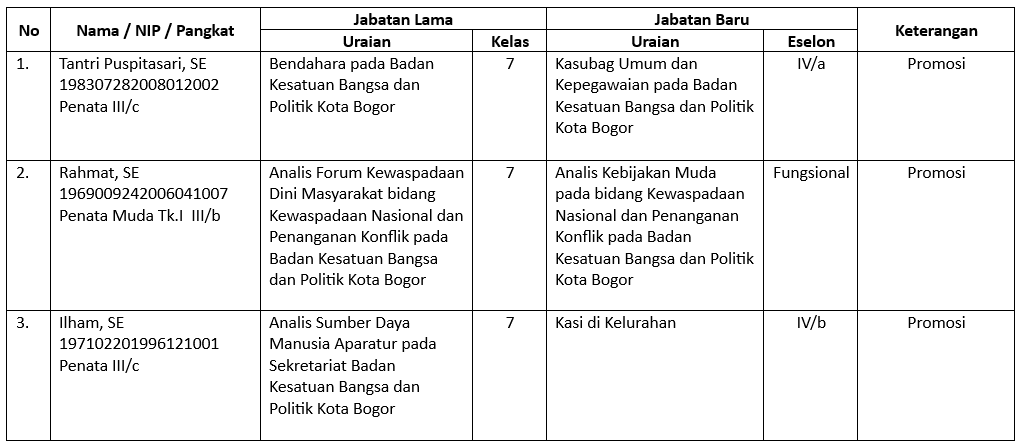 No Nama / NIP / Pangkat Jabatan Lama Jabatan Baru Keterangan
Uraian Kelas Uraian Eselon
1. Tantri Puspitasari, SE Bendahara pada Badan 7 Kasubag Umum dan IV/a Promosi
198307282008012002 Kesatuan Bangsa dan Kepegawaian pada Badan
Penata III/c Politik Kota Bogor Kesatuan Bangsa dan Politik
Kota Bogor
2. Rahmat, SE Analis Forum Kewaspadaan 7 Analis Kebijakan Muda Fungsional Promosi
1969009242006041007 Dini Masyarakat bidang pada bidang Kewaspadaan
Penata Muda Tk.I III/b Kewaspadaan Nasional dan Nasional dan Penanganan
Penanganan Konflik pada Konflik pada Badan
Badan Kesatuan Bangsa Kesatuan Bangsa dan Politik
dan Politik Kota Bogor Kota Bogor
3. Ilham, SE Analis Sumber Daya 7 Kasi di Kelurahan IV/b Promosi
197102201996121001 Manusia Aparatur pada
Penata III/c Sekretariat Badan
Kesatuan Bangsa dan
Politik Kota Bogor